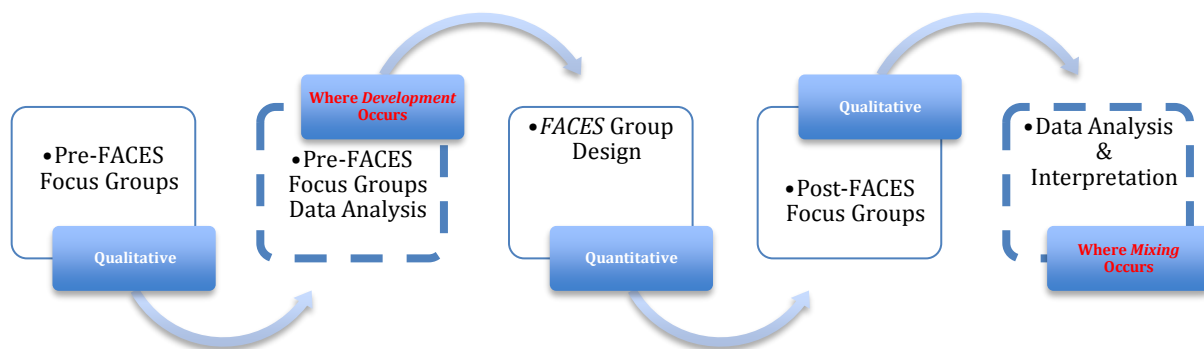 •Pre-FACES
Focus Groups
Qualitative
Where Development
Occurs
•Pre-FACES
Focus Groups
Data Analysis
•FACES Group
Design
Quantitative
Qualitative
•Post-FACES
Focus Groups
•Data Analysis
&
Interpretation
Where Mixing
Occurs